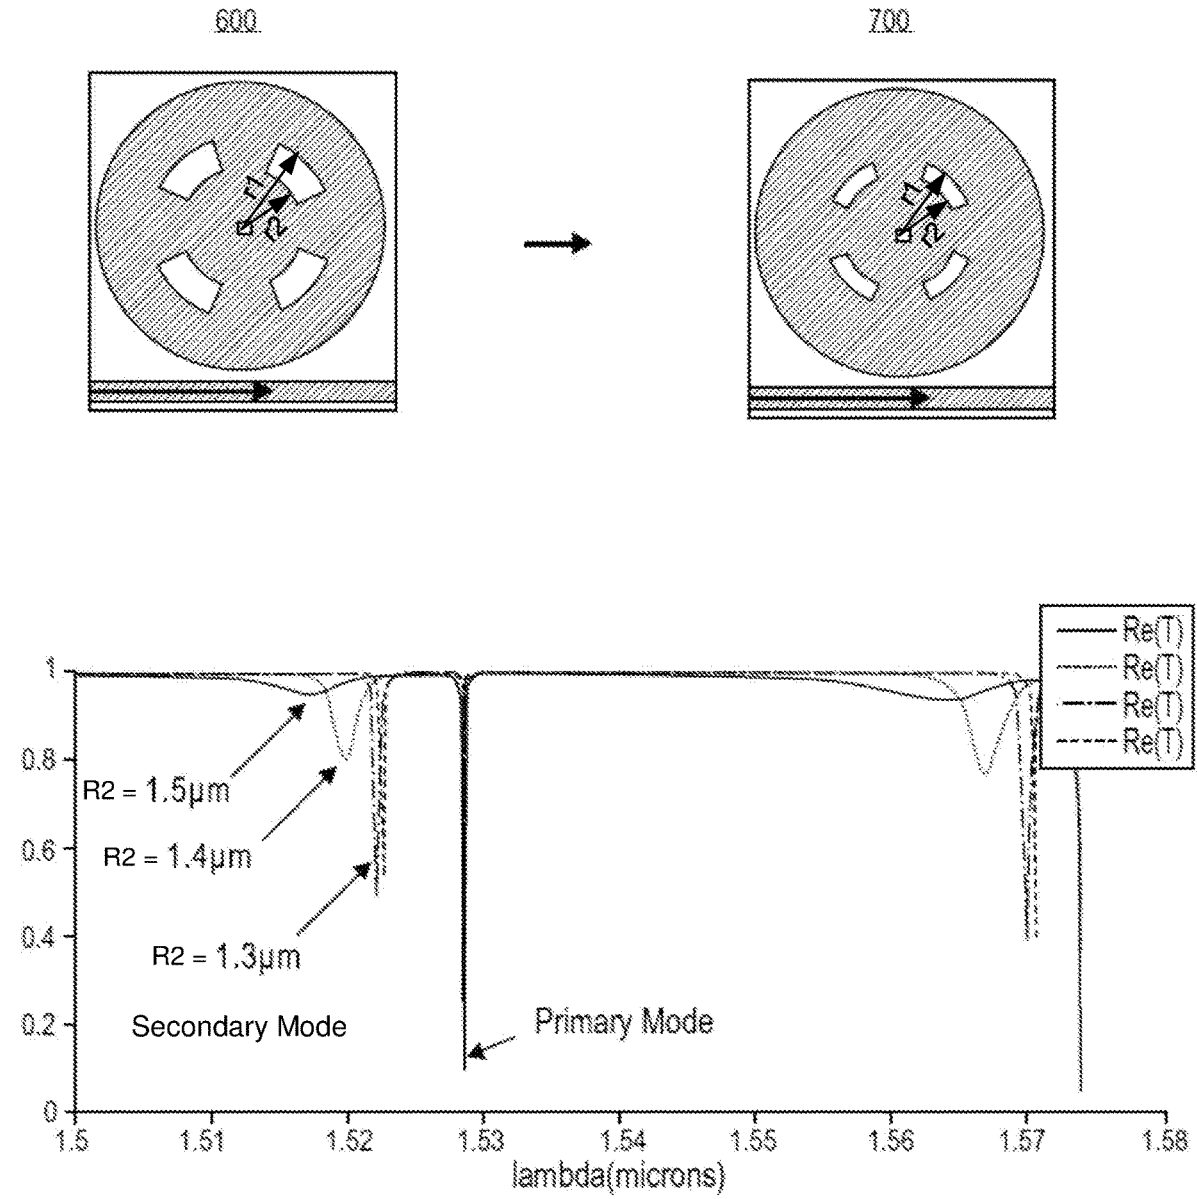 600 700
r1
r2
r1
r2
Re(T)
Re(T)
Re(T)
Re(T)
1
0.8
R2 = 1.5µm
R2 = 1.4µm
0.6
R2 = 1.3µm
0.4
Secondary Mode
Primary Mode
0.2
0
1.5 1.51 1.52 1.53 1.54 1.55 1.56 1.57 1.58
lambda(microns)